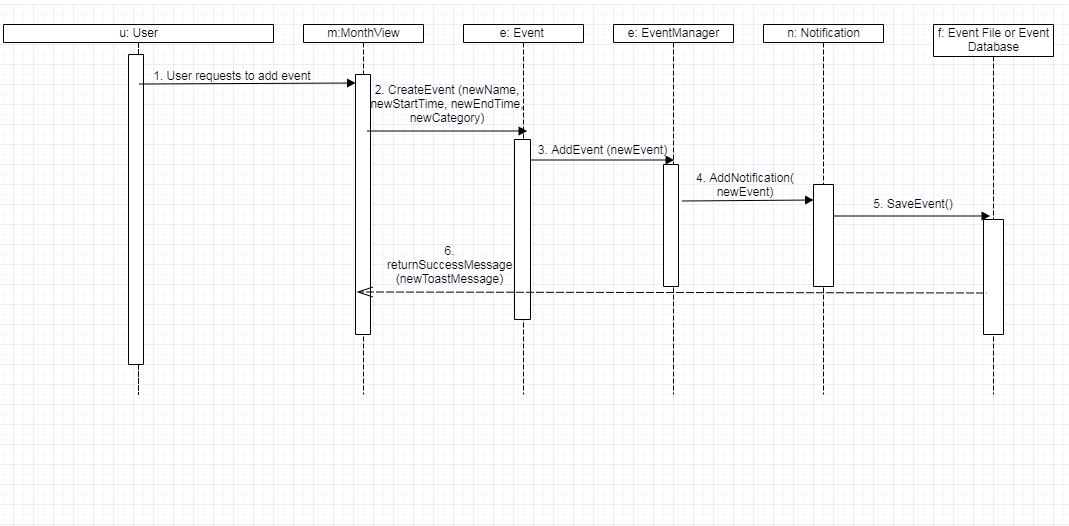 u: User
m:MonthView
e: Event
e: EventManager
n: Notification
f: Event File or Event
Database
1. User requests to add event
2. CreateEvent (newName,
newStartTime, newEndTime,
newCategory)
3. AddEvent (newEvent)
4. AddNotification(
newEvent)
5. SaveEvent()
6.
returnSuccessMessage
(newToastMessage)